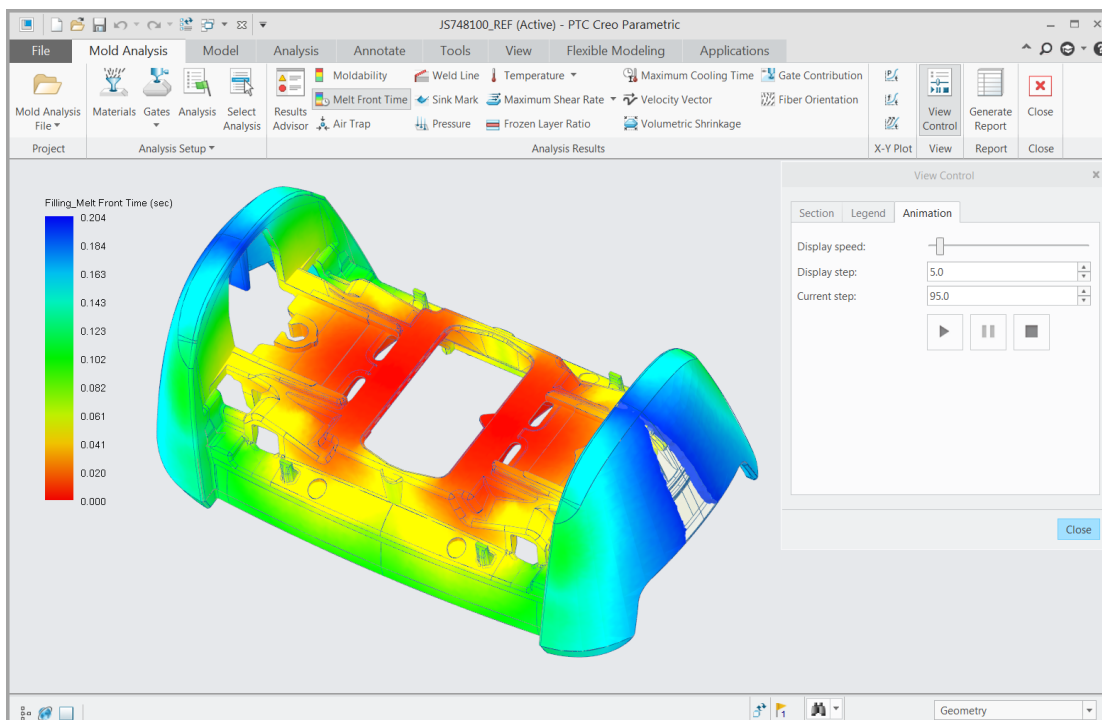 JS748100_REF (Active) - PTC Creo Parametric
File Mold Analysis Model Analysis Annotate Tools View Flexible Modeling Applications
Moldability Weld Line Temperature Maximum Cooling Time Gate Contribution
Melt Front Time Sink Mark Maximum Shear Rate Velocity Vector Fiber Orientation
Air Trap Pressure Frozen Layer Ratio Volumetric Shrinkage
Mold Analysis File
Materials
Gates
Analysis
Select Analysis
Results Advisor
View Control
Generate Report
Close
Project Analysis Setup Analysis Results X-Y Plot View Report Close
View Control
Section Legend Animation
Display speed:
Display step: 5.0
Current step: 95.0
Close
Filling_Melt Front Time (sec)
0.204
0.184
0.163
0.143
0.123
0.102
0.082
0.061
0.041
0.020
0.000
1
Geometry